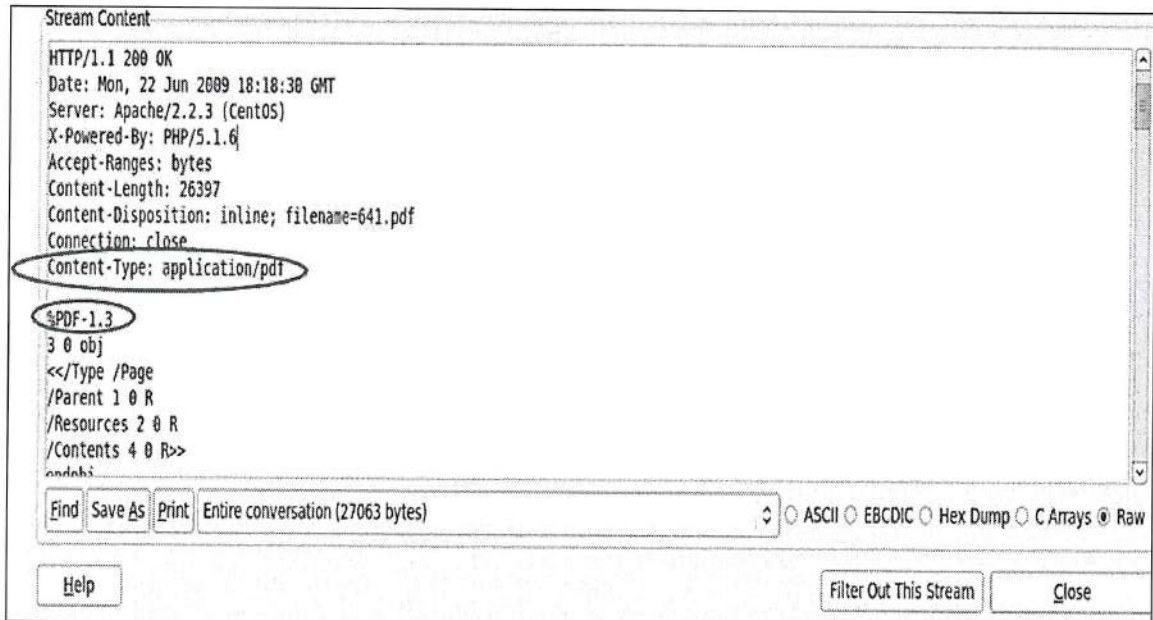 Stream Content
HTTP/1.1 200 OK
Date: Mon, 22 Jun 2009 18:18:30 GMT
Server: Apache/2.2.3 (CentOS)
X-Powered-By: PHP/5.1.6
Accept-Ranges: bytes
Content-Length: 26397
Content-Disposition: inline; filename=641.pdf
Connection: close
Content-Type: application/pdf
%PDF-1.3
3 0 obj
<</Type /Page
/Parent 1 0 R
/Resources 2 0 R
/Contents 4 0 R>>
endobj
Find Save As Print Entire conversation (27063 bytes) ASCII EBCDIC Hex Dump C Arrays Raw
Help Filter Out This Stream Close